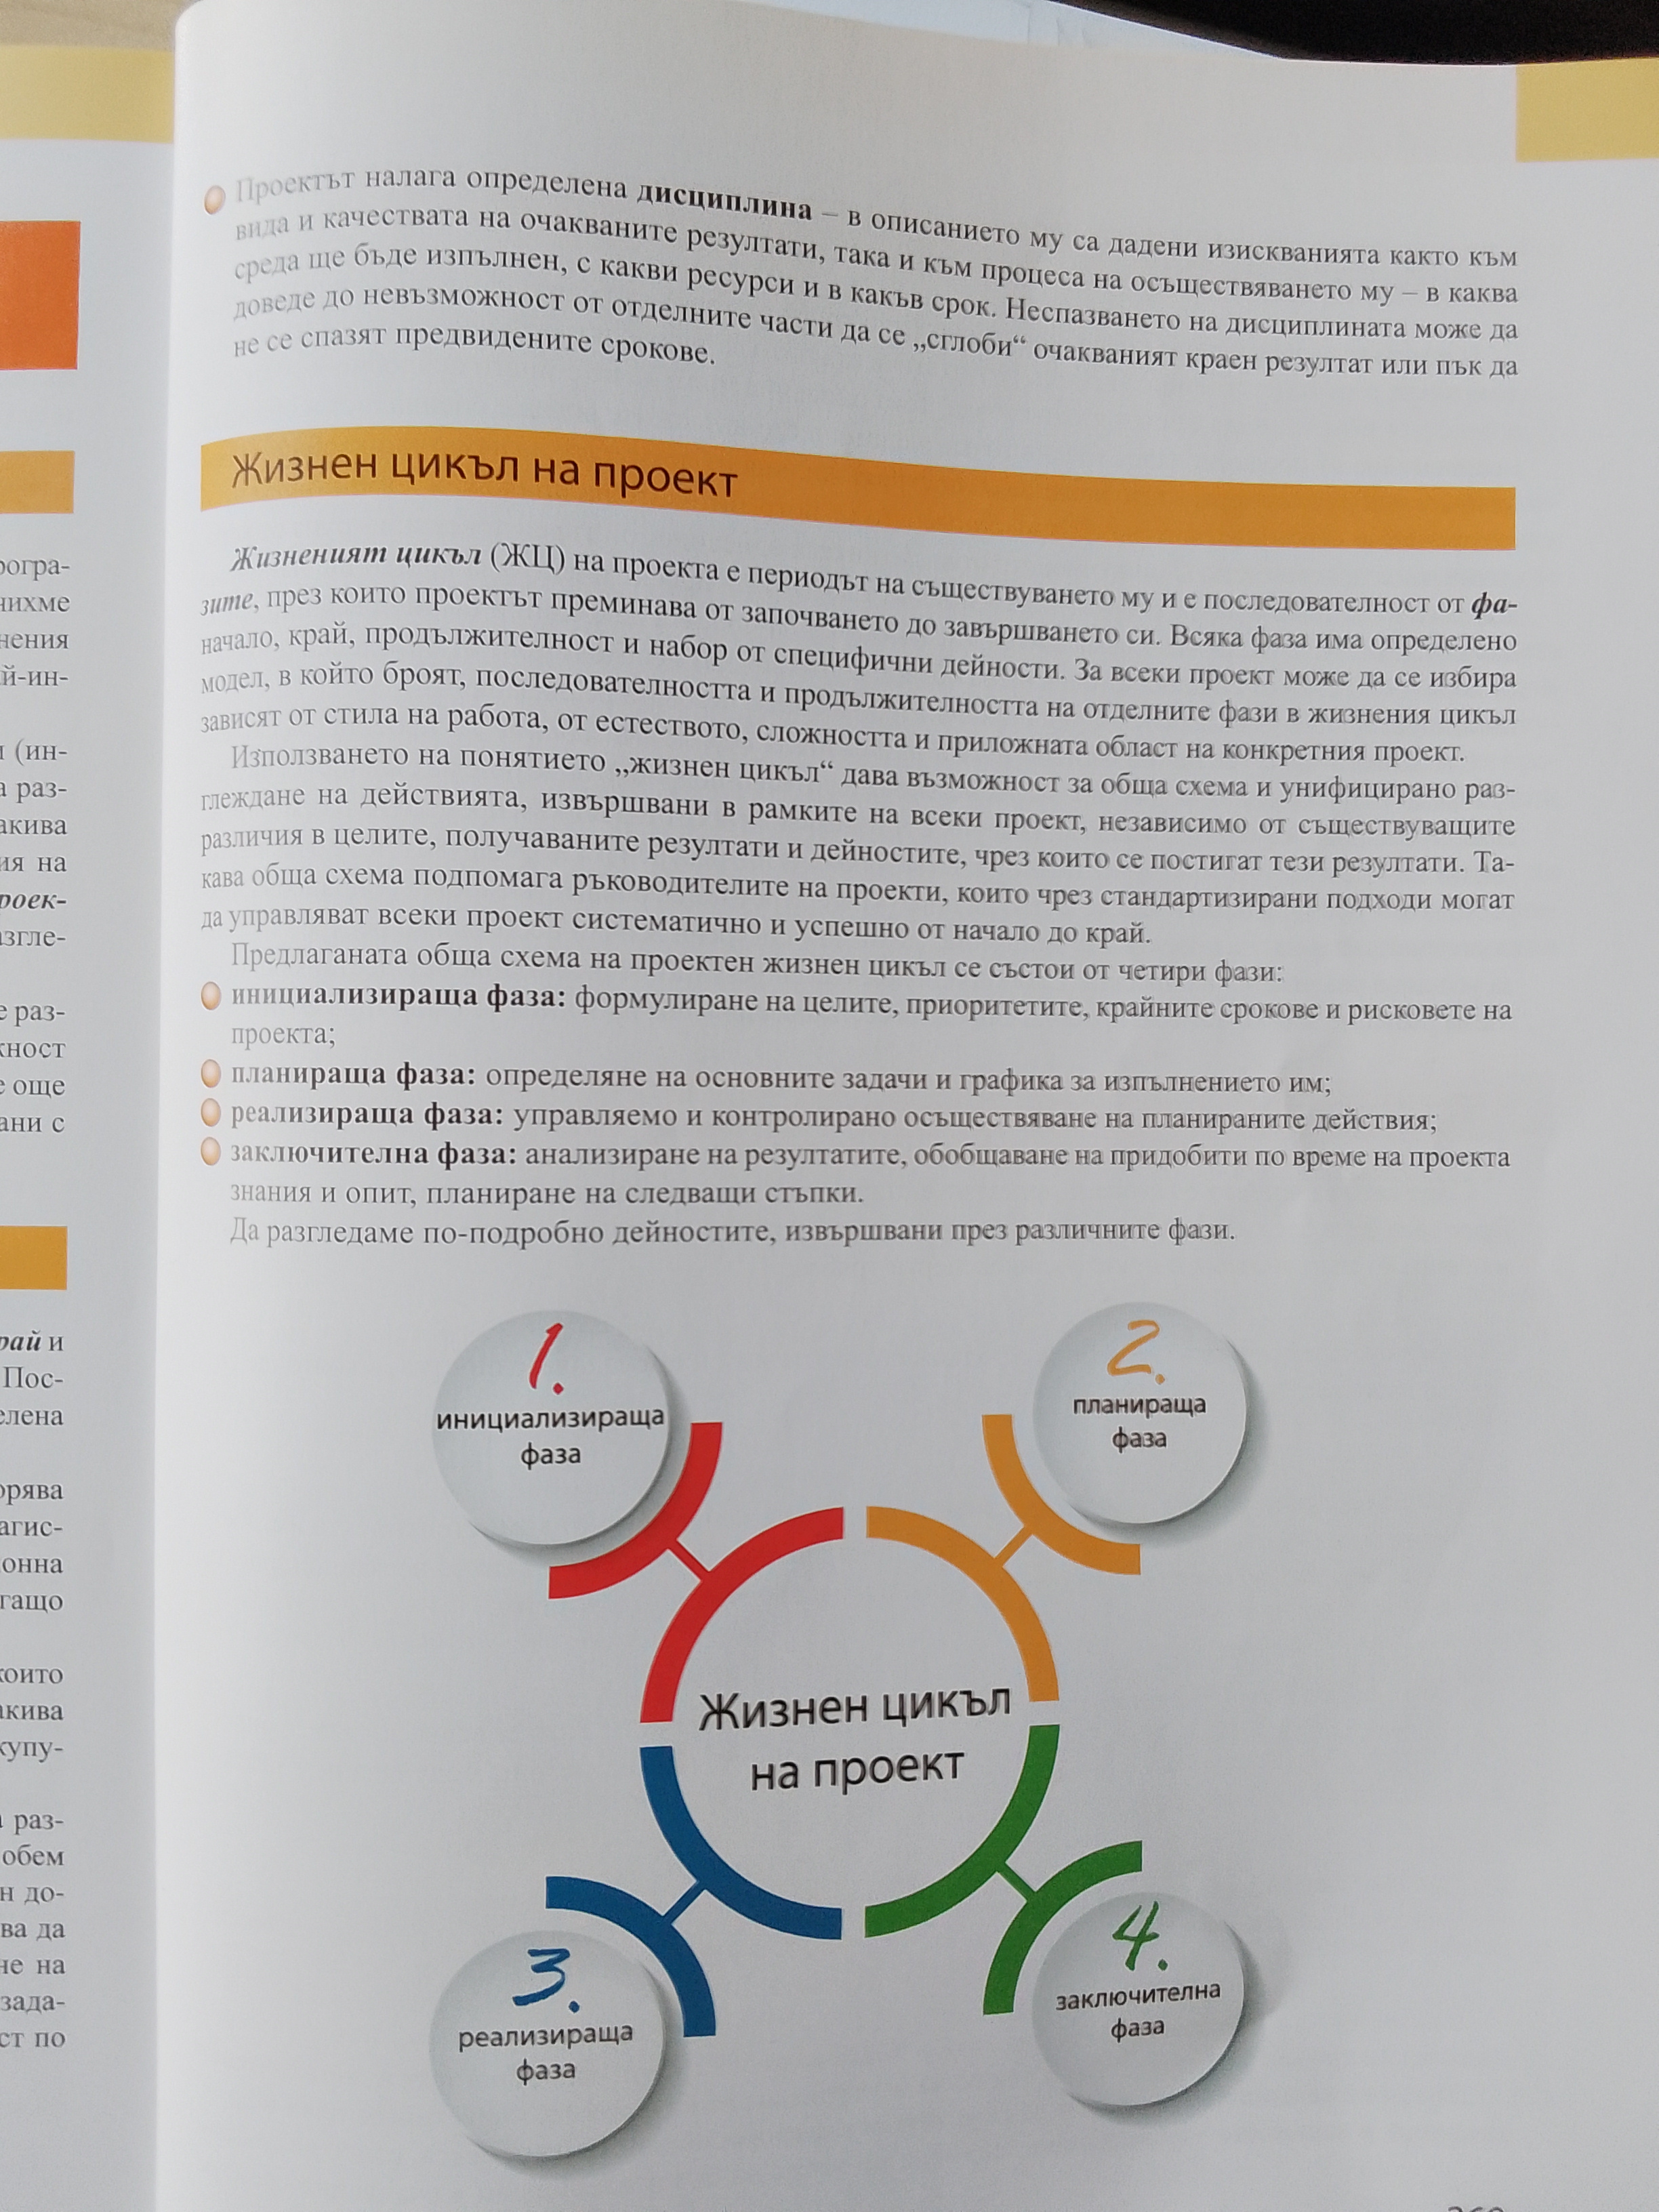 Проектът налага определена дисциплина – в описанието му са дадени изискванията както към
вида и качествата на очакваните резултати, така и към процеса на осъществяването му – в каква
среда ще бъде изпълнен, с какви ресурси и в какъв срок. Неспазването на дисциплината може да
доведе до невъзможност от отделните части да се „сглоби“ очакваният краен резултат или пък да
не се спазят предвидените срокове.
Жизнен цикъл на проект
Жизненият цикъл (ЖЦ) на проекта е периодът на съществуването му и е последователност от фа-
зите, през които проектът преминава от започването до завършването си. Всяка фаза има определено
начало, край, продължителност и набор от специфични дейности. За всеки проект може да се избира
модел, в който броят, последователността и продължителността на отделните фази в жизнения цикъл
зависят от стила на работа, от естеството, сложността и приложната област на конкретния проект.
Използването на понятието „жизнен цикъл“ дава възможност за обща схема и унифицирано раз-
глеждане на действията, извършвани в рамките на всеки проект, независимо от съществуващите
различия в целите, получаваните резултати и дейностите, чрез които се постигат тези резултати. Та-
кава обща схема подпомага ръководителите на проекти, които чрез стандартизирани подходи могат
да управляват всеки проект систематично и успешно от начало до край.
Предлаганата обща схема на проектен жизнен цикъл се състои от четири фази:
инициализираща фаза: формулиране на целите, приоритетите, крайните срокове и рисковете на
проекта;
планираща фаза: определяне на основните задачи и графика за изпълнението им;
реализираща фаза: управляемо и контролирано осъществяване на планираните действия;
заключителна фаза: анализиране на резултатите, обобщаване на придобити по време на проекта
знания и опит, планиране на следващи стъпки.
Да разгледаме по-подробно дейностите, извършвани през различните фази.
1.
инициализираща
фаза
2.
планираща
фаза
Жизнен цикъл
на проект
3.
реализираща
фаза
4.
заключителна
фаза